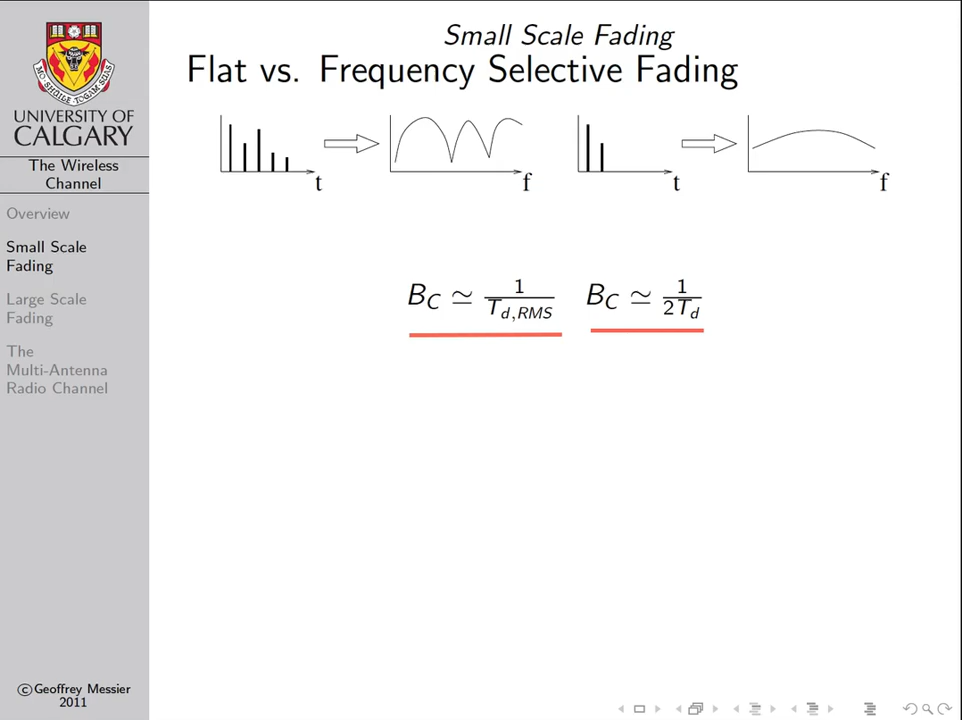 Small Scale Fading
Flat vs. Frequency Selective Fading
UNIVERSITY OF
CALGARY
The Wireless
Channel
Overview
Small Scale
Fading
Large Scale
Fading
The
Multi-Antenna
Radio Channel
t
f
t
f
B_C ≃ 1/T_{d,RMS} B_C ≃ 1/2T_d
©Geoffrey Messier
2011